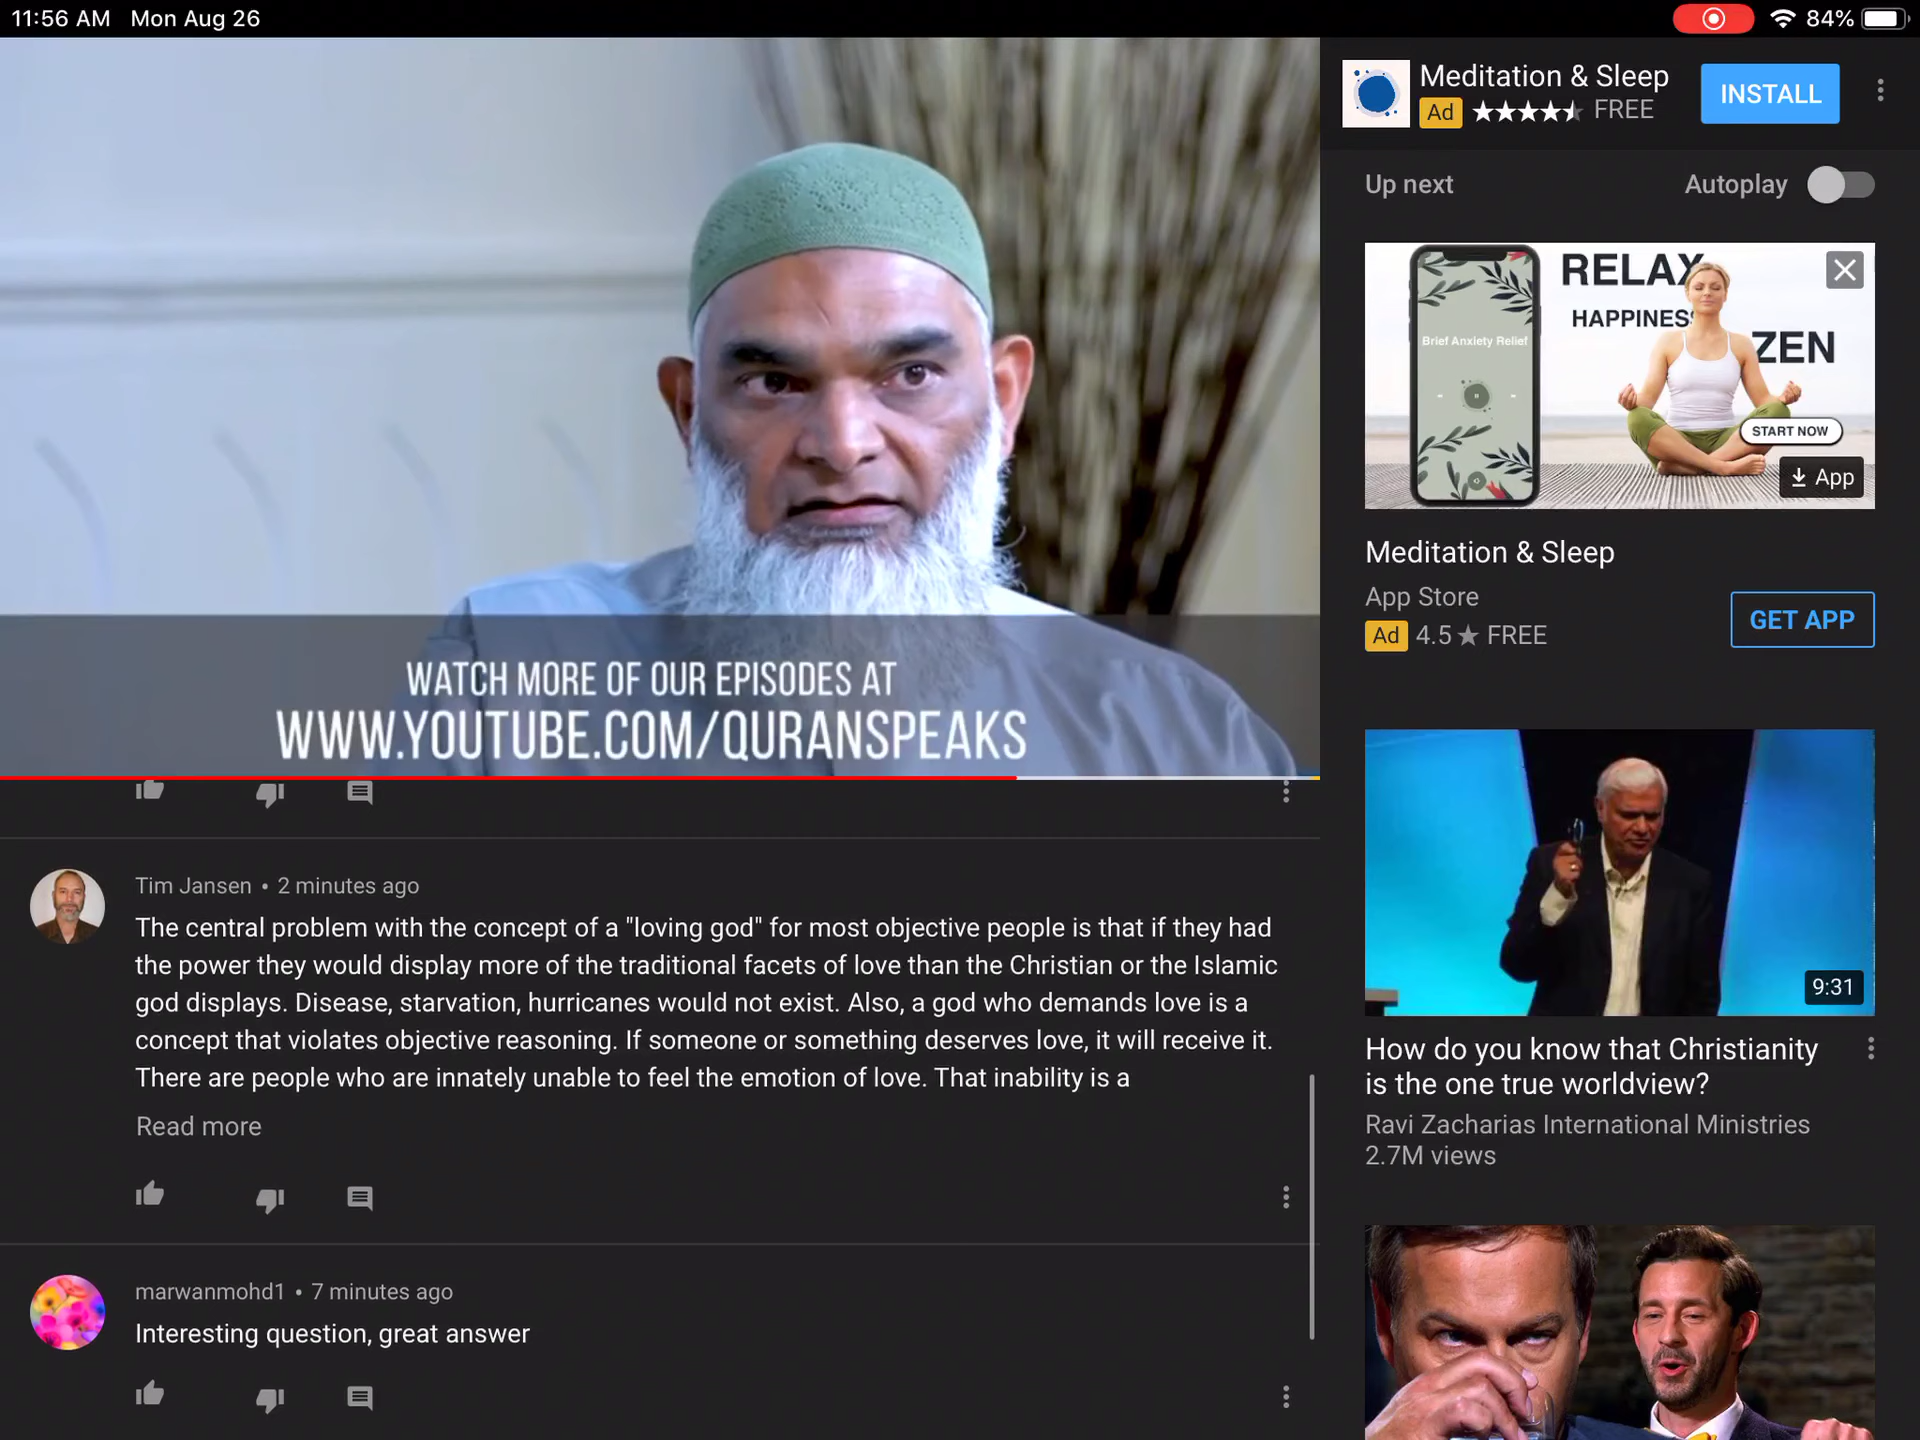 11:56 AM Mon Aug 26
84%
WATCH MORE OF OUR EPISODES AT
WWW.YOUTUBE.COM/QURANSPEAKS
Tim Jansen • 2 minutes ago
The central problem with the concept of a "loving god" for most objective people is that if they had
the power they would display more of the traditional facets of love than the Christian or the Islamic
god displays. Disease, starvation, hurricanes would not exist. Also, a god who demands love is a
concept that violates objective reasoning. If someone or something deserves love, it will receive it.
There are people who are innately unable to feel the emotion of love. That inability is a
Read more
marwanmohd1 • 7 minutes ago
Interesting question, great answer
Meditation & Sleep
Ad FREE
INSTALL
Up next
Autoplay
RELAX
HAPPINESS
ZEN
Brief Anxiety Relief
START NOW
App
Meditation & Sleep
App Store
Ad 4.5 ★ FREE
GET APP
9:31
How do you know that Christianity
is the one true worldview?
Ravi Zacharias International Ministries
2.7M views